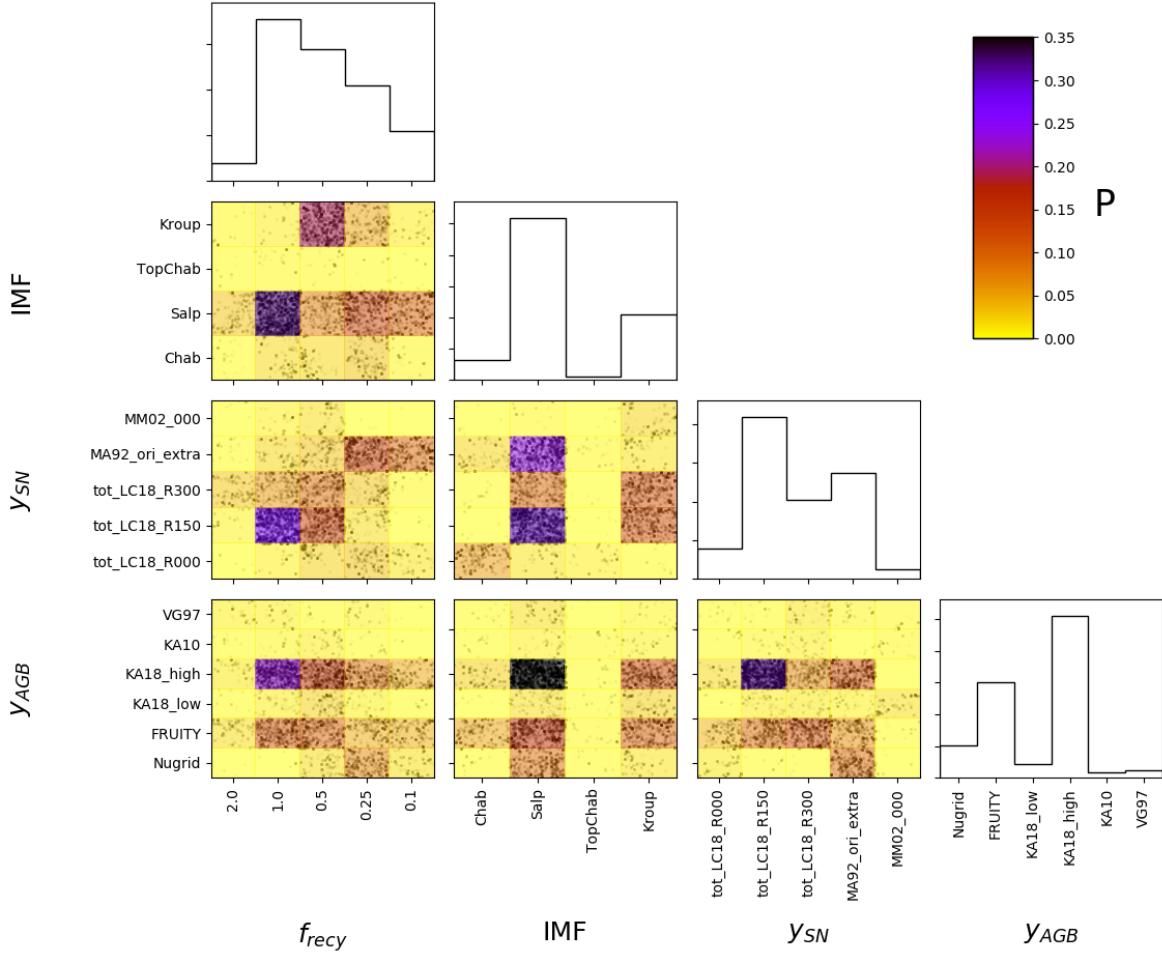 0.35
0.30
0.25
0.20
0.15
0.10
0.05
0.00
P
IMF
Kroup
TopChab
Salp
Chab
y_SN
MM02_000
MA92_ori_extra
tot_LC18_R300
tot_LC18_R150
tot_LC18_R000
y_AGB
VG97
KA10
KA18_high
KA18_low
FRUITY
Nugrid
2.0 1.0 0.5 0.25 0.1
Chab Salp TopChab Kroup
tot_LC18_R000 tot_LC18_R150 tot_LC18_R300 MA92_ori_extra MM02_000
Nugrid FRUITY KA18_low KA18_high KA10 VG97
f_recy IMF y_SN y_AGB